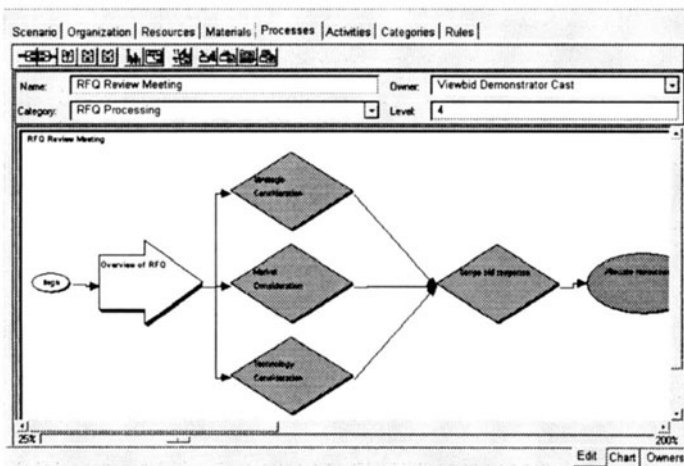 Scenario Organization Resources Materials Processes Activities Categories Rules
Name: RFQ Review Meeting Owner: Viewbid Demonstrator Cast
Category: RFQ Processing Level: 4
RFQ Review Meeting
Strategic
Consideration
Overview of RFQ
Market
Consideration
Scope bid response
Allocate
Technology
Consideration
25% 200%
Edit Chart Owners